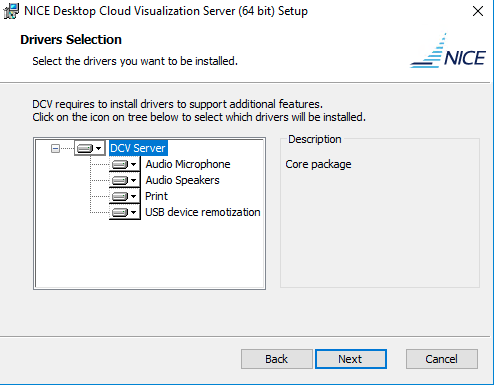 NICE Desktop Cloud Visualization Server (64 bit) Setup
Drivers Selection
Select the drivers you want to be installed.
NICE
DCV requires to install drivers to support additional features.
Click on the icon on tree below to select which drivers will be installed.
DCV Server
Audio Microphone
Audio Speakers
Print
USB device remotization
Description
Core package
Back
Next
Cancel